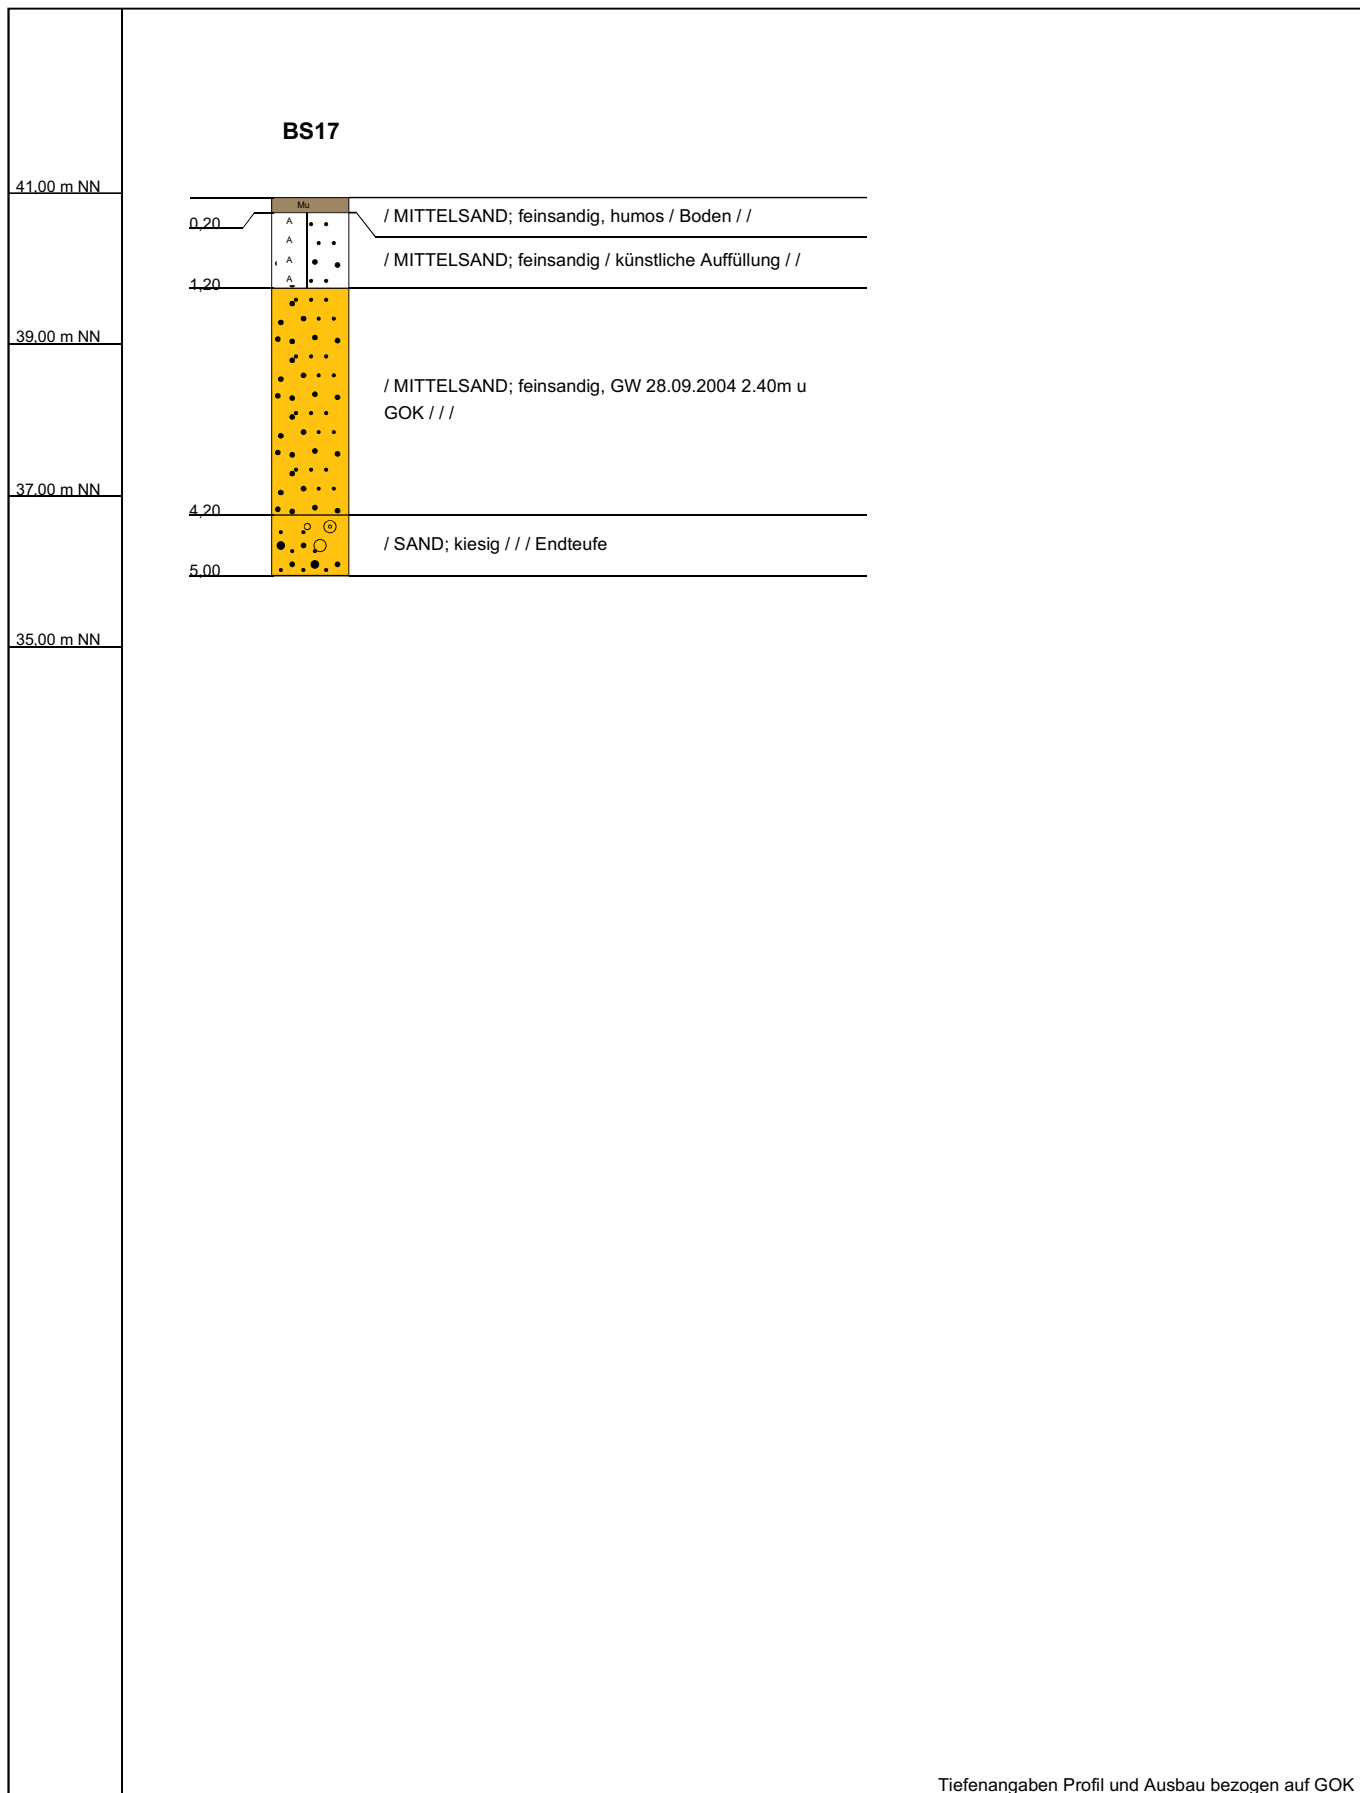 BS17
41,00 m NN
Mu
/ MITTELSAND; feinsandig, humos / Boden / /
0,20
A
A
/ MITTELSAND; feinsandig / künstliche Auffüllung / /
A
A
1,20
39,00 m NN
/ MITTELSAND; feinsandig, GW 28.09.2004 2.40m u
GOK / / /
37,00 m NN
4,20
/ SAND; kiesig / / / Endteufe
5,00
35,00 m NN
Tiefenangaben Profil und Ausbau bezogen auf GOK